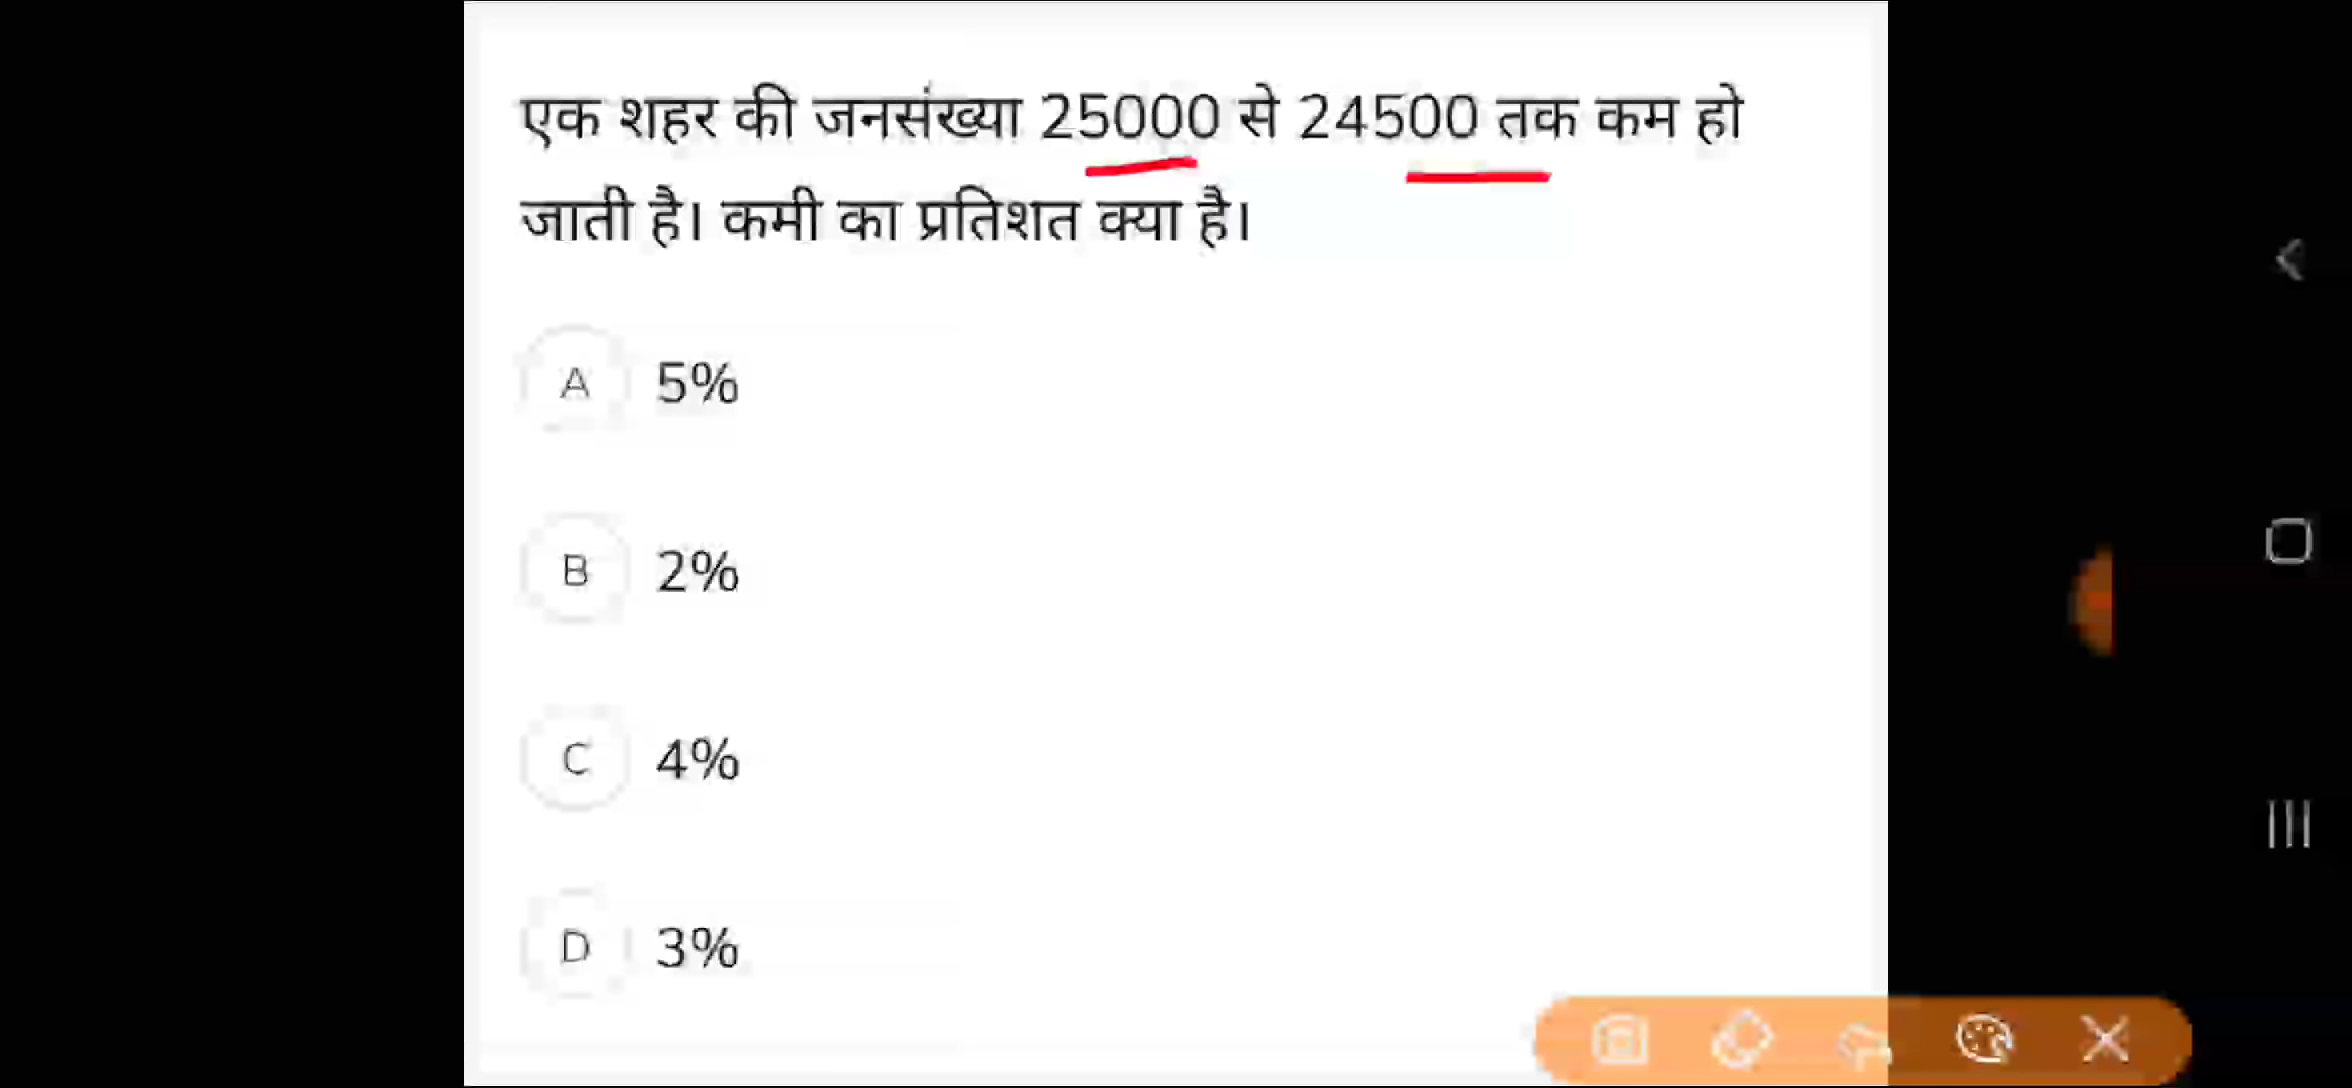 एक शहर की जनसंख्या 25000 से 24500 तक कम हो
जाती है। कमी का प्रतिशत क्या है।
A 5%
B 2%
C 4%
D 3%